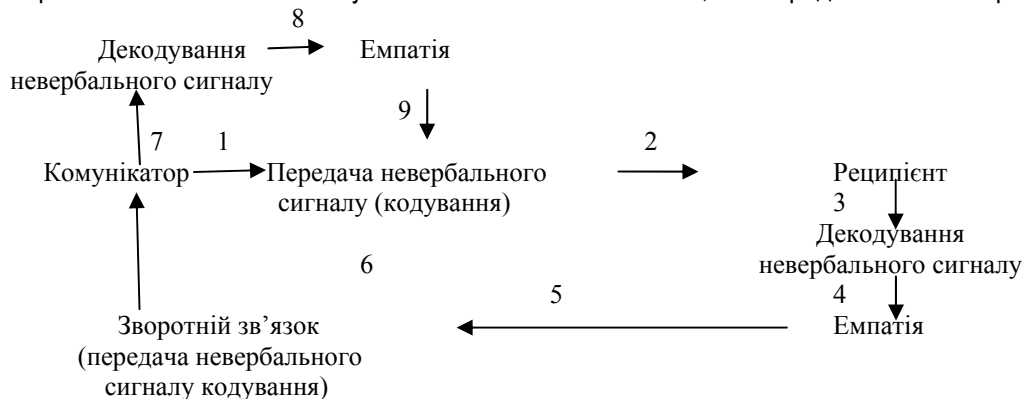 8
Декодування Емпатія
невербального сигналу
9
7 1 2
Комунікатор Передача невербального Реципієнт
сигналу (кодування) 3
Декодування
невербального сигналу
6
5 4
Зворотній зв’язок Емпатія
(передача невербального
сигналу кодування)